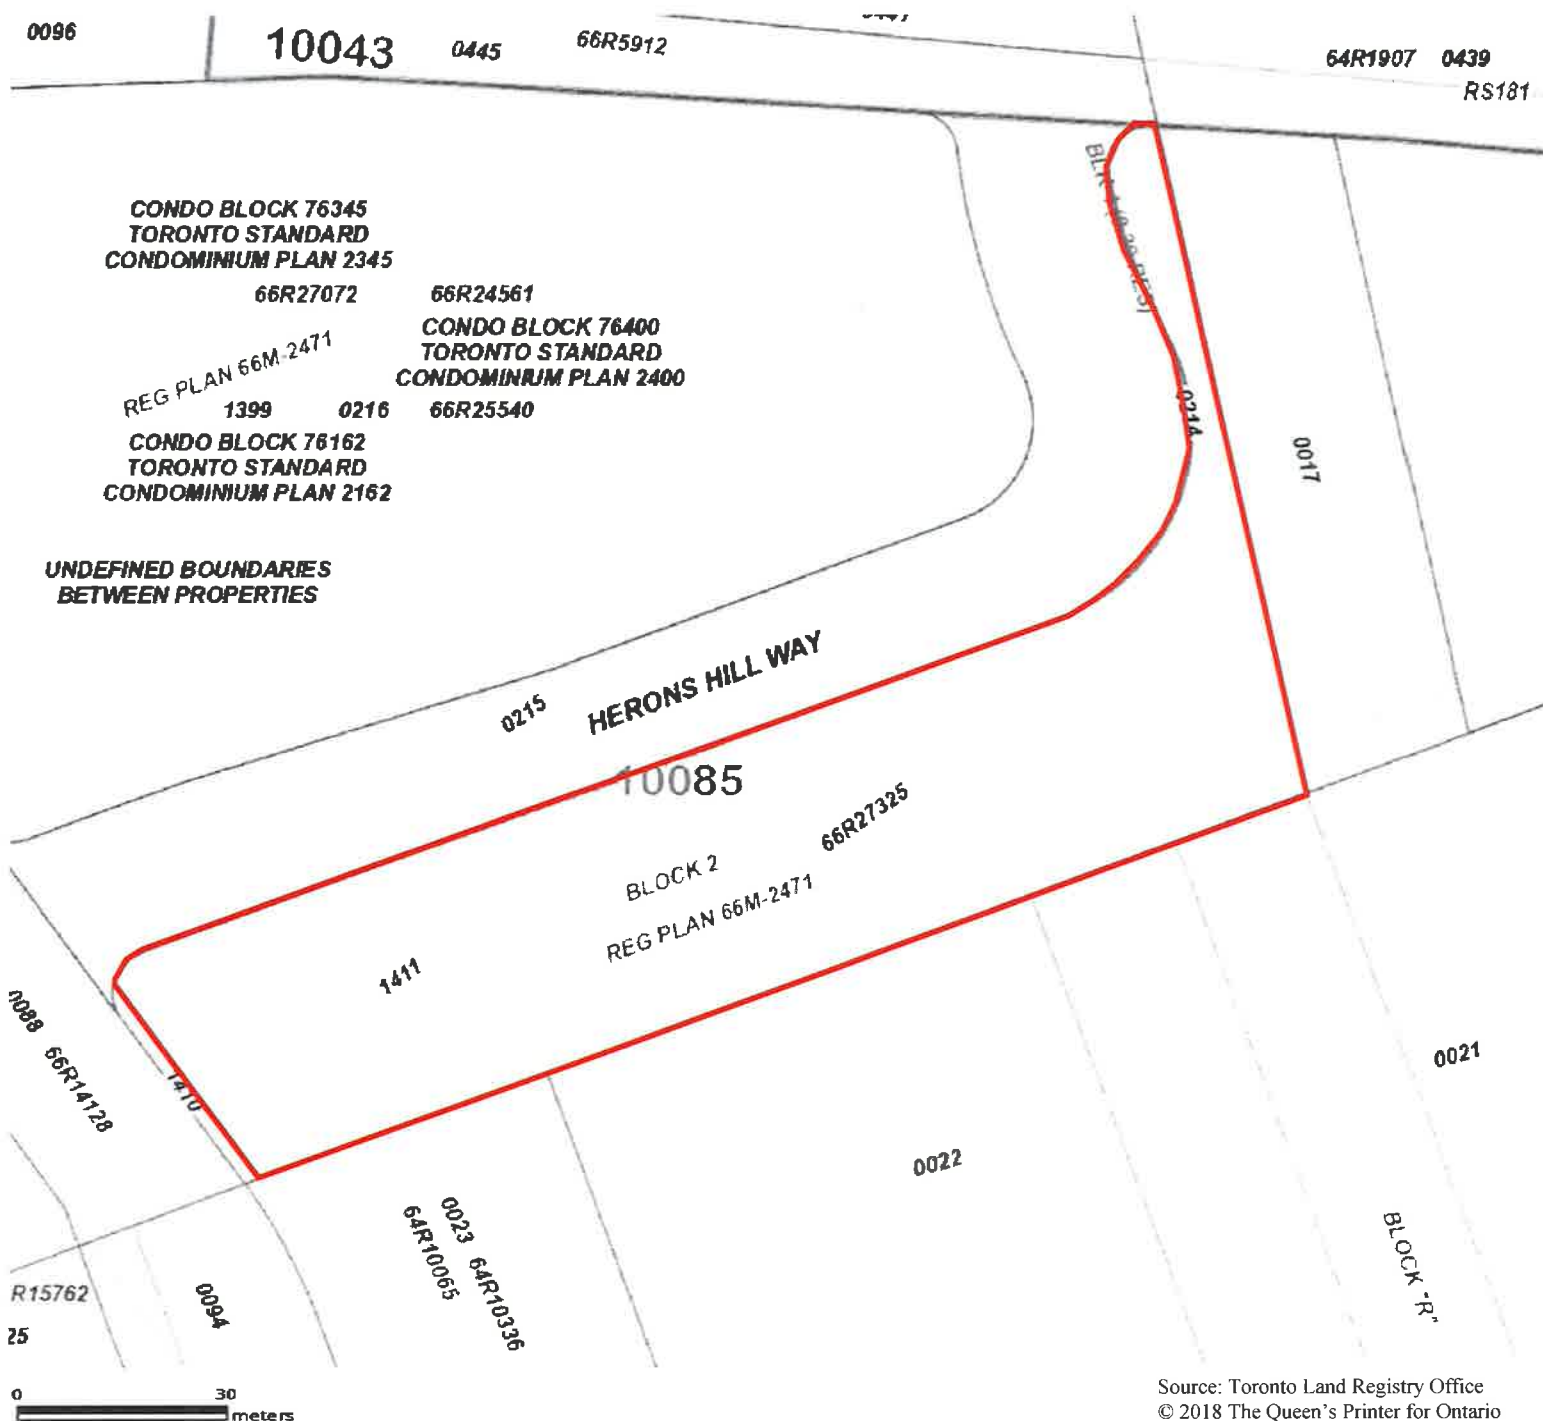 0096
10043
0445
66R5912
64R1907 0439
RS181
CONDO BLOCK 76345
TORONTO STANDARD
CONDOMINIUM PLAN 2345
66R27072 66R24561
CONDO BLOCK 76400
TORONTO STANDARD
CONDOMINIUM PLAN 2400
REG PLAN 66M-2471
1399 0216 66R25540
CONDO BLOCK 76162
TORONTO STANDARD
CONDOMINIUM PLAN 2162
UNDEFINED BOUNDARIES
BETWEEN PROPERTIES
0214
0017
HERONS HILL WAY
0215
10085
66R27325
BLOCK 2
REG PLAN 66M-2471
1411
0088 66R14128
1410
0021
0022
0023 64R10336
64R10065
BLOCK "R"
0094
R15762
25
0 30
meters
Source: Toronto Land Registry Office
© 2018 The Queen's Printer for Ontario